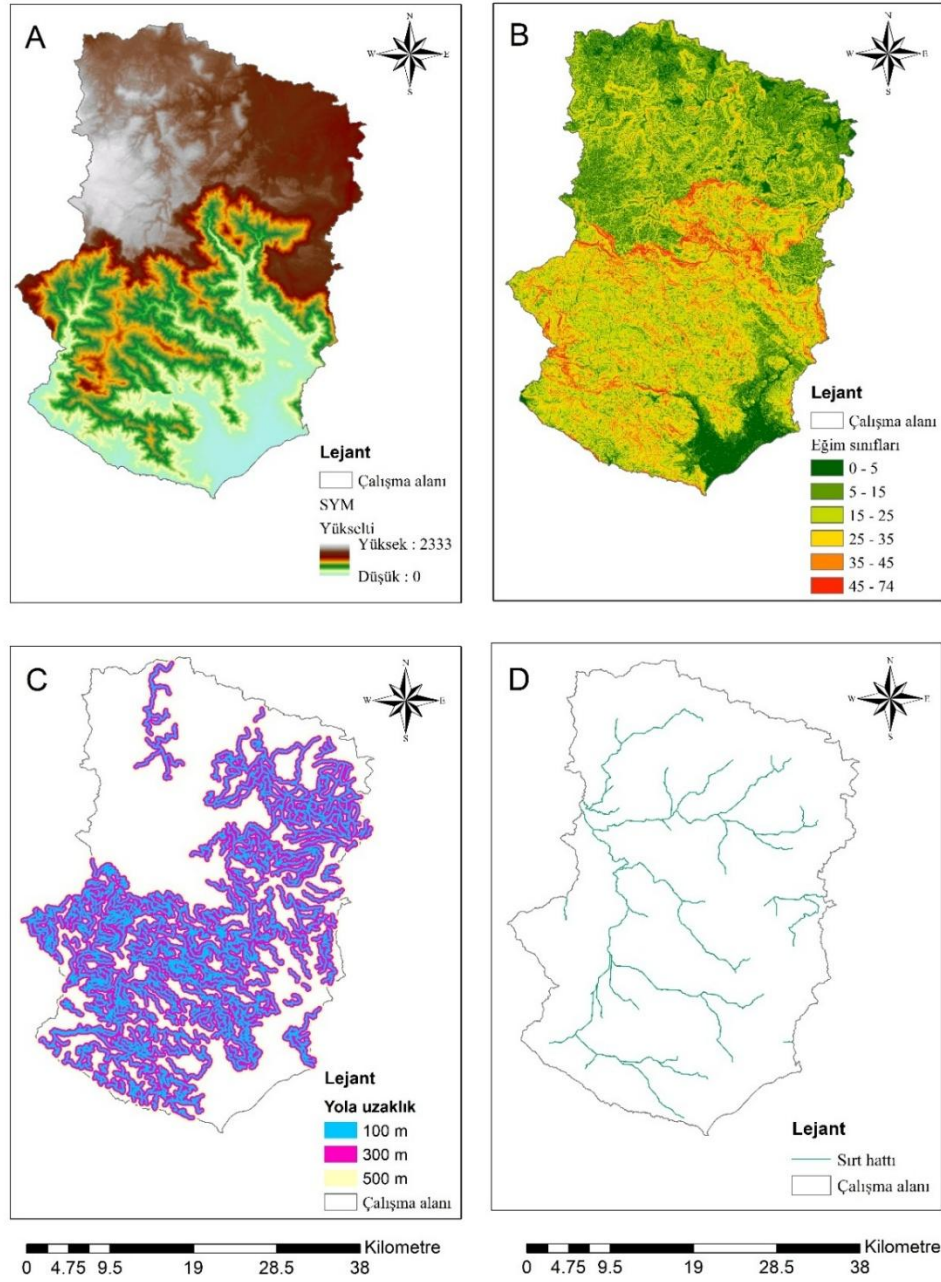 A
N
W E
S
Lejant
Çalışma alanı
SYM
Yükselti
Yüksek : 2333
Düşük : 0
B
N
W E
S
Lejant
Çalışma alanı
Eğim sınıfları
0 - 5
5 - 15
15 - 25
25 - 35
35 - 45
45 - 74
C
N
W E
S
Lejant
Yola uzaklık
100 m
300 m
500 m
Çalışma alanı
D
N
W E
S
Lejant
Sırt hattı
Çalışma alanı
Kilometre
0 4.75 9.5 19 28.5 38
Kilometre
0 4.75 9.5 19 28.5 38